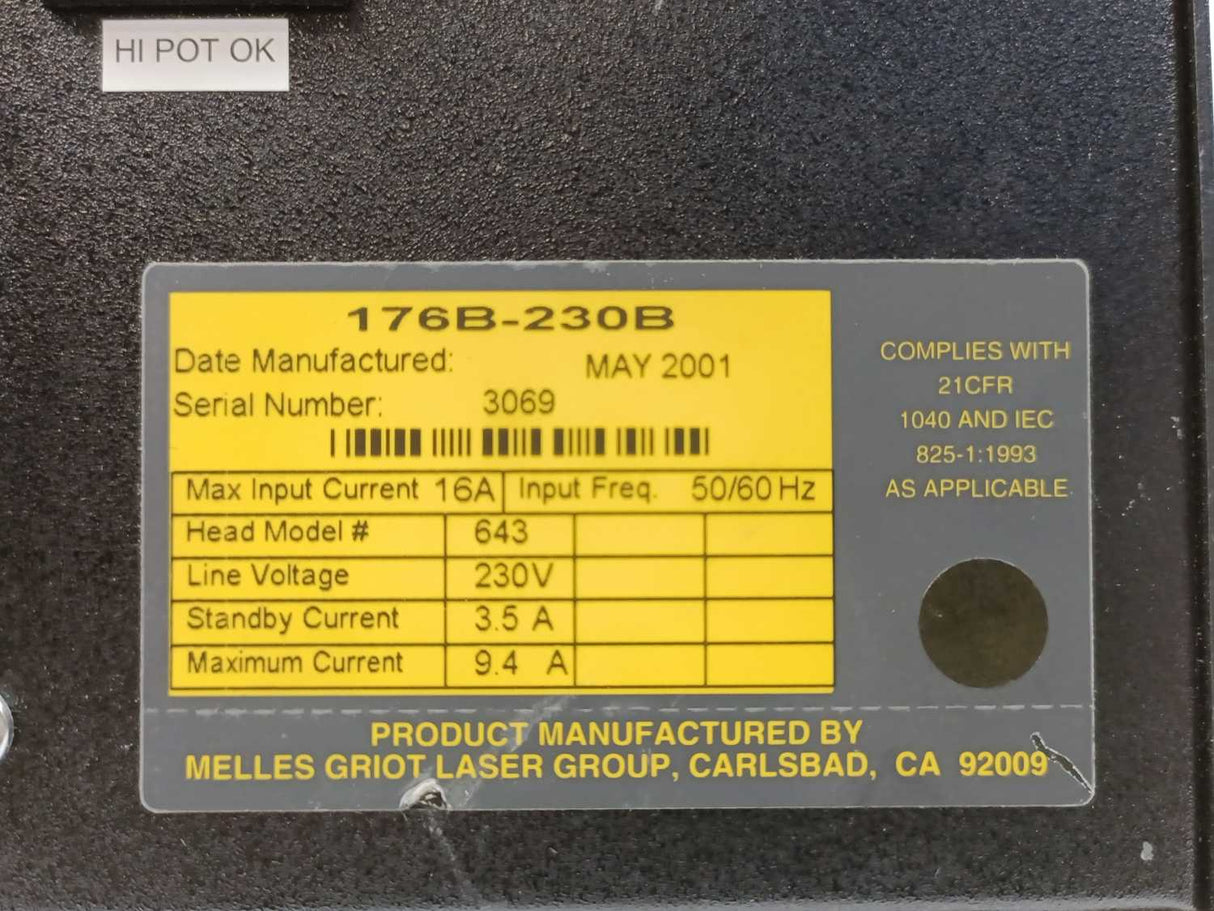 HI POT OK
176B-230B
Date Manufactured: MAY 2001
Serial Number: 3069
Max Input Current 16A Input Freq. 50/60 Hz
Head Model # 643
Line Voltage 230V
Standby Current 3.5 A
Maximum Current 9.4 A
COMPLIES WITH
21CFR
1040 AND IEC
825-1:1993
AS APPLICABLE
PRODUCT MANUFACTURED BY
MELLES GRIOT LASER GROUP, CARLSBAD, CA 92009